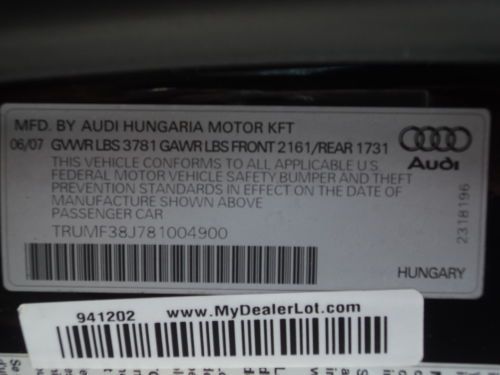 MFD. BY AUDI HUNGARIA MOTOR KFT
06/07 GVWR LBS 3781 GAWR LBS FRONT 2161/REAR 1731
THIS VEHICLE CONFORMS TO ALL APPLICABLE U.S.
FEDERAL MOTOR VEHICLE SAFETY BUMPER AND THEFT
PREVENTION STANDARDS IN EFFECT ON THE DATE OF
MANUFACTURE SHOWN ABOVE
PASSENGER CAR
TRUMF38J781004900
Audi
2318196
HUNGARY
941202 www.MyDealerLot.com